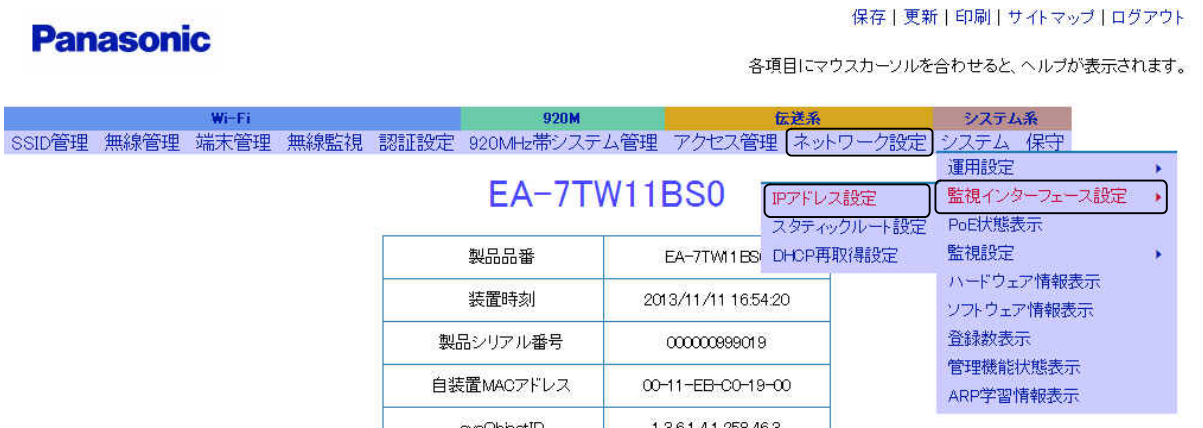 保存 | 更新 | 印刷 | サイトマップ | ログアウト
Panasonic
各項目にマウスカーソルを合わせると、ヘルプが表示されます。
Wi-Fi 920M 伝送系 システム系
SSID管理 無線管理 端末管理 無線監視 認証設定 920MHz帯システム管理 アクセス管理 ネットワーク設定 システム 保守
運用設定
EA-7TW11BS0
IPアドレス設定 監視インターフェース設定
スタティックルート設定 PoE状態表示
製品品番 EA-7TW11BS DHCP再取得設定 監視設定
ハードウェア情報表示
装置時刻 2013/11/11 16:54:20
ソフトウェア情報表示
製品シリアル番号 000000999019 登録数表示
管理機能状態表示
自装置MACアドレス 00-11-EB-C0-19-00
ARP学習情報表示